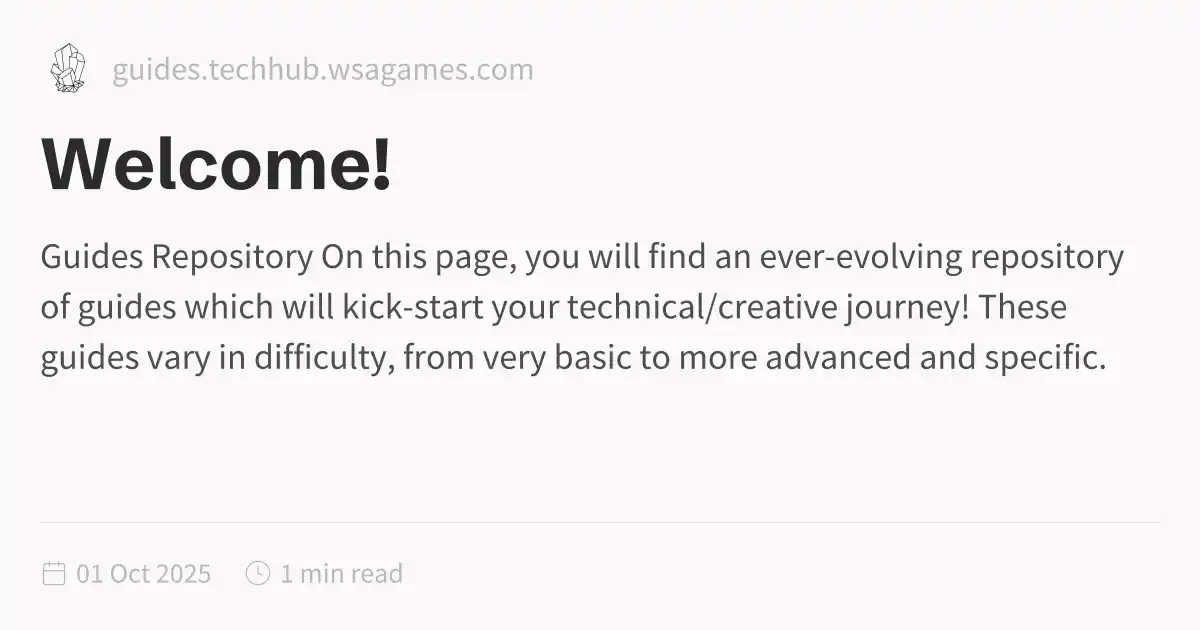 guides.techhub.wsagames.com
Welcome!
Guides Repository On this page, you will find an ever-evolving repository
of guides which will kick-start your technical/creative journey! These
guides vary in difficulty, from very basic to more advanced and specific.
01 Oct 2025 1 min read